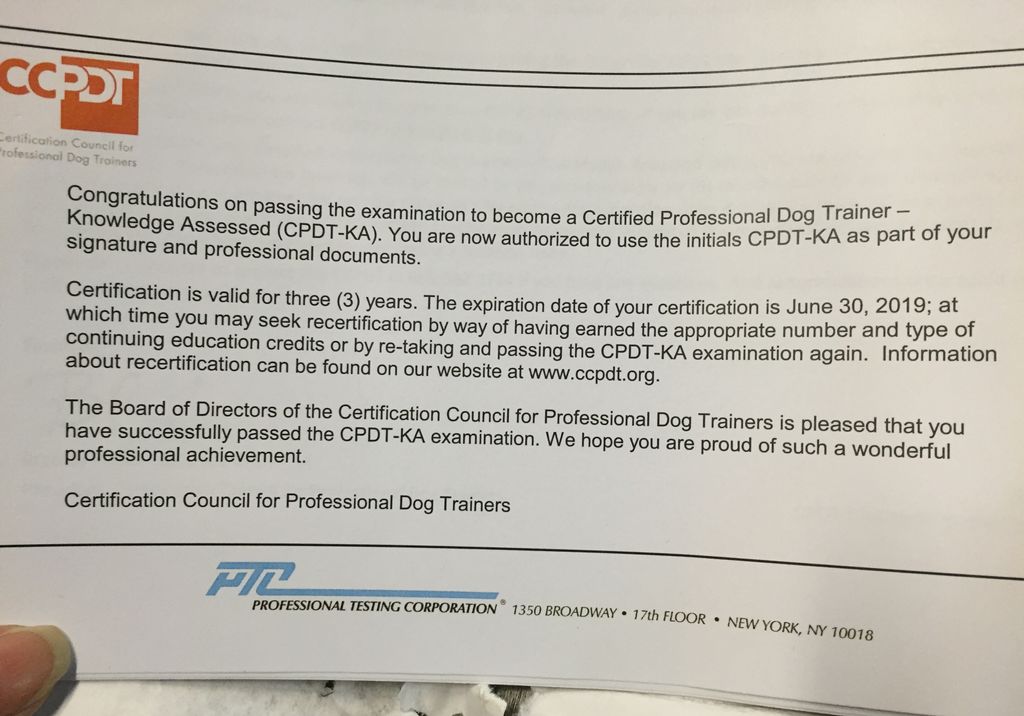 CCPDT
Certification Council for
Professional Dog Trainers
Congratulations on passing the examination to become a Certified Professional Dog Trainer –
Knowledge Assessed (CPDT-KA). You are now authorized to use the initials CPDT-KA as part of your
signature and professional documents.
Certification is valid for three (3) years. The expiration date of your certification is June 30, 2019; at
which time you may seek recertification by way of having earned the appropriate number and type of
continuing education credits or by re-taking and passing the CPDT-KA examination again. Information
about recertification can be found on our website at www.ccpdt.org.
The Board of Directors of the Certification Council for Professional Dog Trainers is pleased that you
have successfully passed the CPDT-KA examination. We hope you are proud of such a wonderful
professional achievement.
Certification Council for Professional Dog Trainers
PTC
PROFESSIONAL TESTING CORPORATION® 1350 BROADWAY • 17th FLOOR • NEW YORK, NY 10018